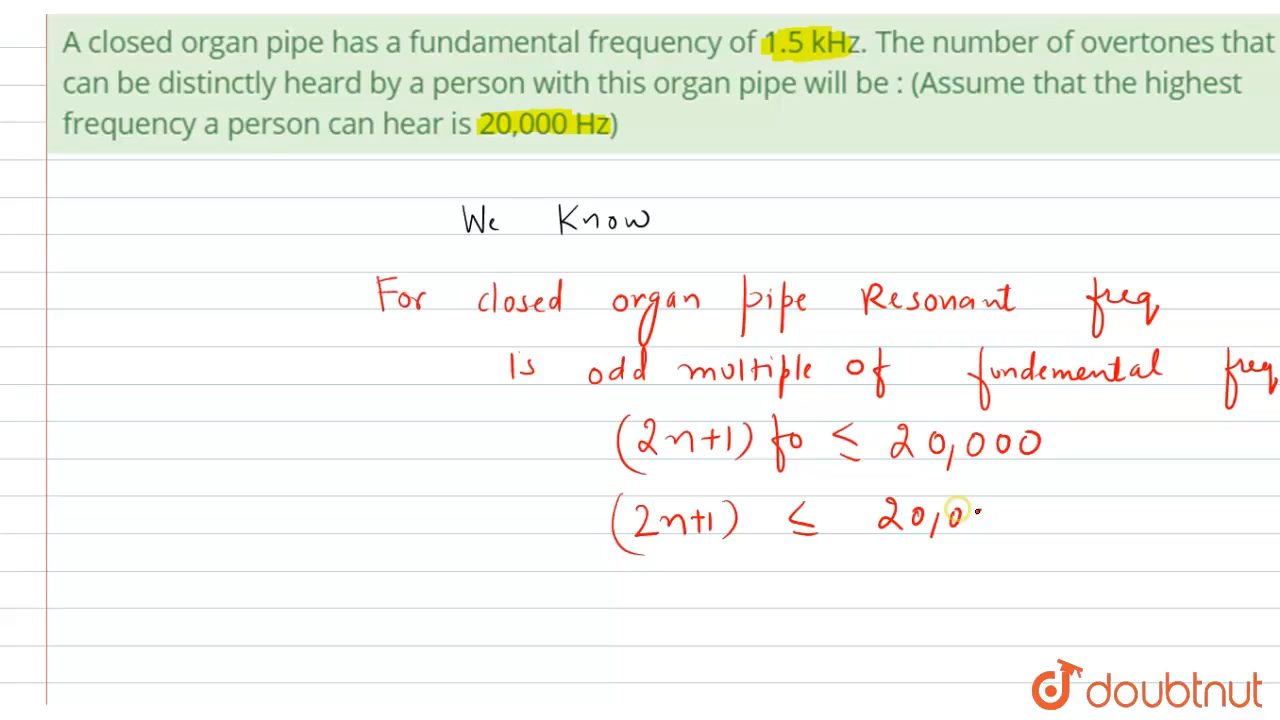 A closed organ pipe has a fundamental frequency of 1.5 kHz. The number of overtones that
can be distinctly heard by a person with this organ pipe will be : (Assume that the highest
frequency a person can hear is 20,000 Hz)
We Know
For closed organ pipe Resonant freq
is odd multiple of fundemental freq
(2n+1) fo ≤ 20,000
(2n+1) ≤ 20,0
doubtnut